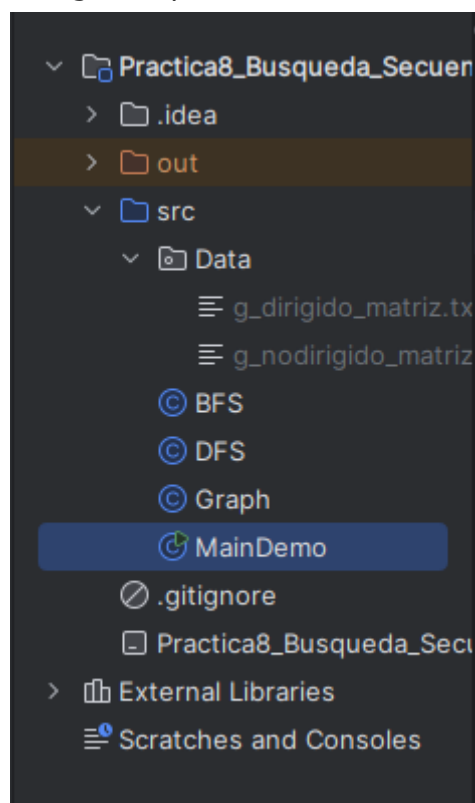 Practica8_Busqueda_Secuen
.idea
out
src
Data
g_dirigido_matriz.tx
g_nodirigido_matriz
BFS
DFS
Graph
MainDemo
.gitignore
Practica8_Busqueda_Secu
External Libraries
Scratches and Consoles